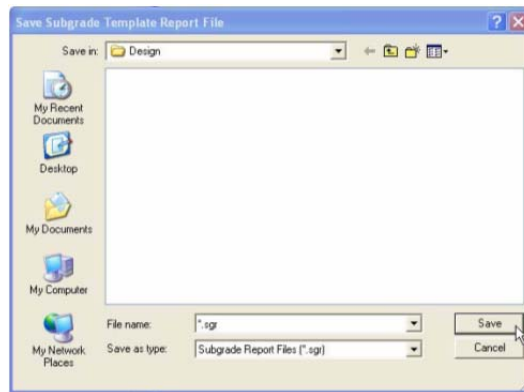 Save Subgrade Template Report File
Save in: Design
My Recent
Documents
Desktop
My Documents
My Computer
My Network
Places
File name: *.sgr
Save
Save as type: Subgrade Report Files (*.sgr)
Cancel